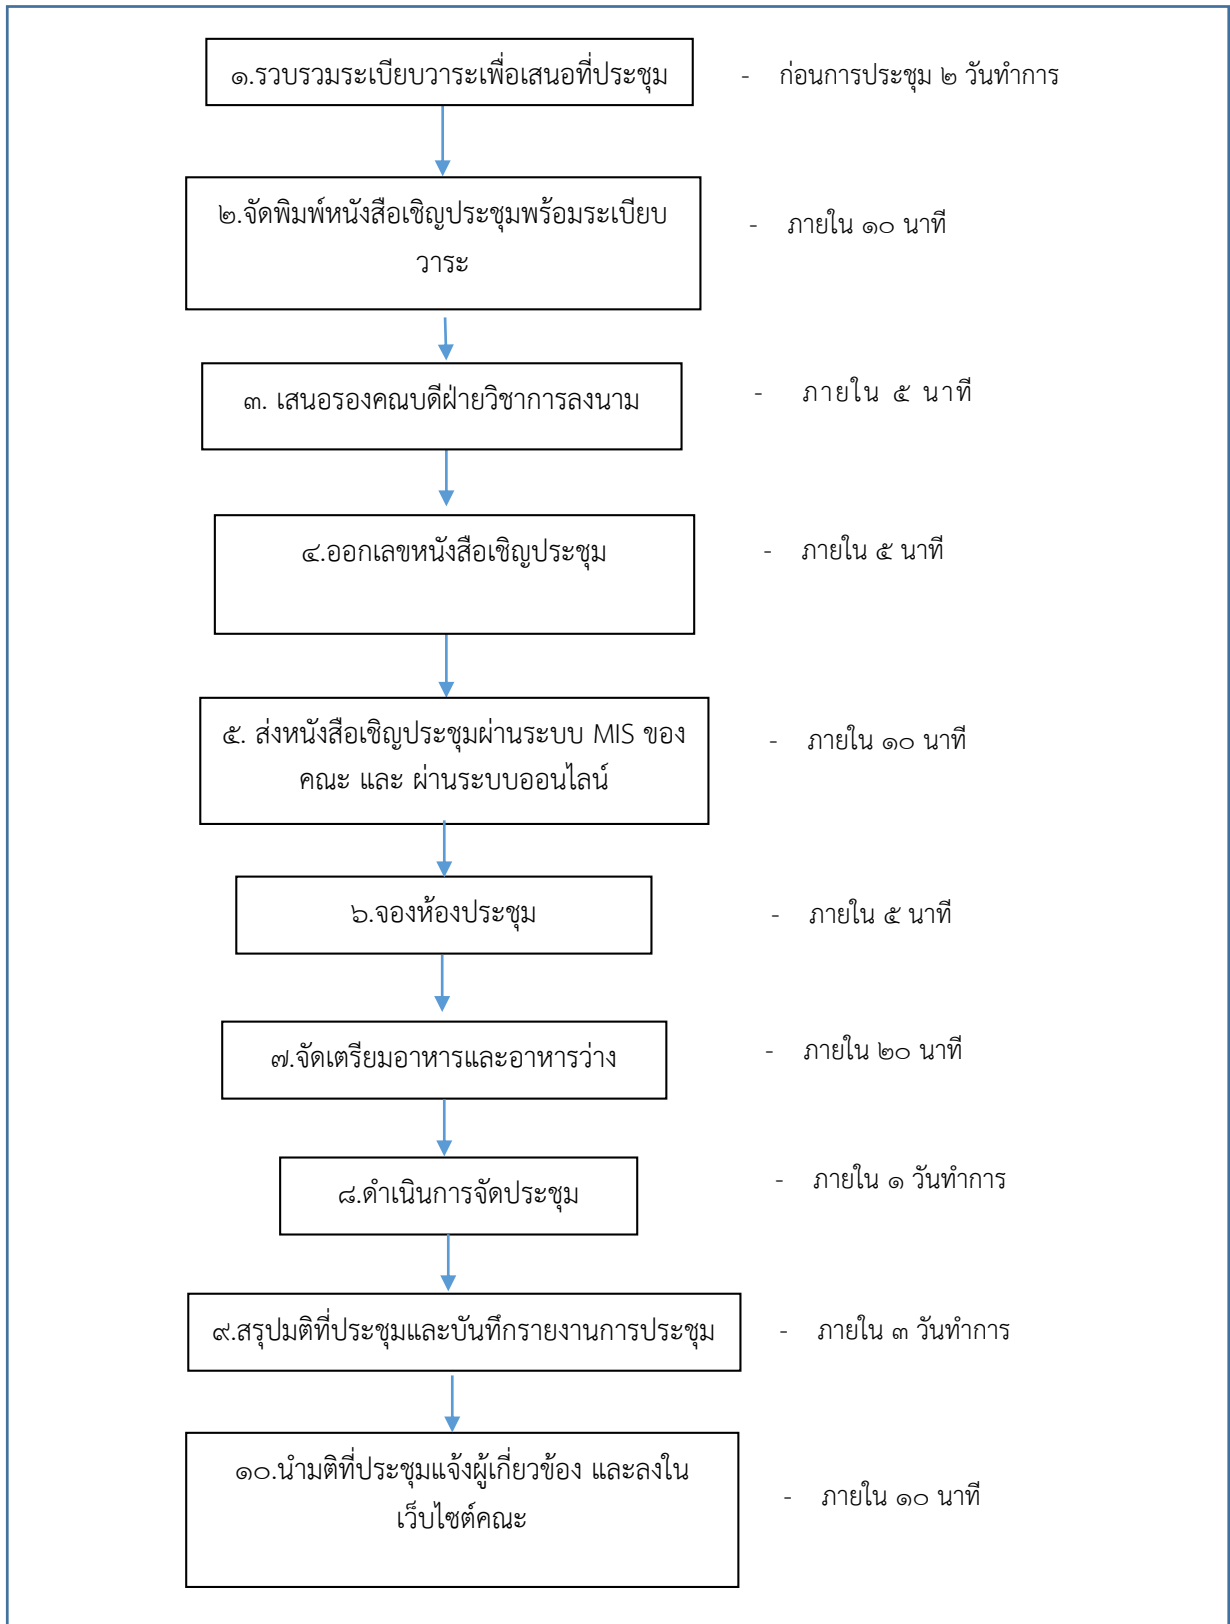 ๑.รวบรวมระเบียบวาระเพื่อเสนอที่ประชุม
- ก่อนการประชุม ๒ วันทำการ
๒.จัดพิมพ์หนังสือเชิญประชุมพร้อมระเบียบ
วาระ
- ภายใน ๑๐ นาที
๓. เสนอรองคณบดีฝ่ายวิชาการลงนาม
- ภายใน ๕ นาที
๔.ออกเลขหนังสือเชิญประชุม
- ภายใน ๕ นาที
๕. ส่งหนังสือเชิญประชุมผ่านระบบ MIS ของ
คณะ และ ผ่านระบบออนไลน์
- ภายใน ๑๐ นาที
๖.จองห้องประชุม
- ภายใน ๕ นาที
๗.จัดเตรียมอาหารและอาหารว่าง
- ภายใน ๒๐ นาที
๘.ดำเนินการจัดประชุม
- ภายใน ๑ วันทำการ
๙.สรุปมติที่ประชุมและบันทึกรายงานการประชุม
- ภายใน ๓ วันทำการ
๑๐.นำมติที่ประชุมแจ้งผู้เกี่ยวข้อง และลงใน
เว็บไซต์คณะ
- ภายใน ๑๐ นาที